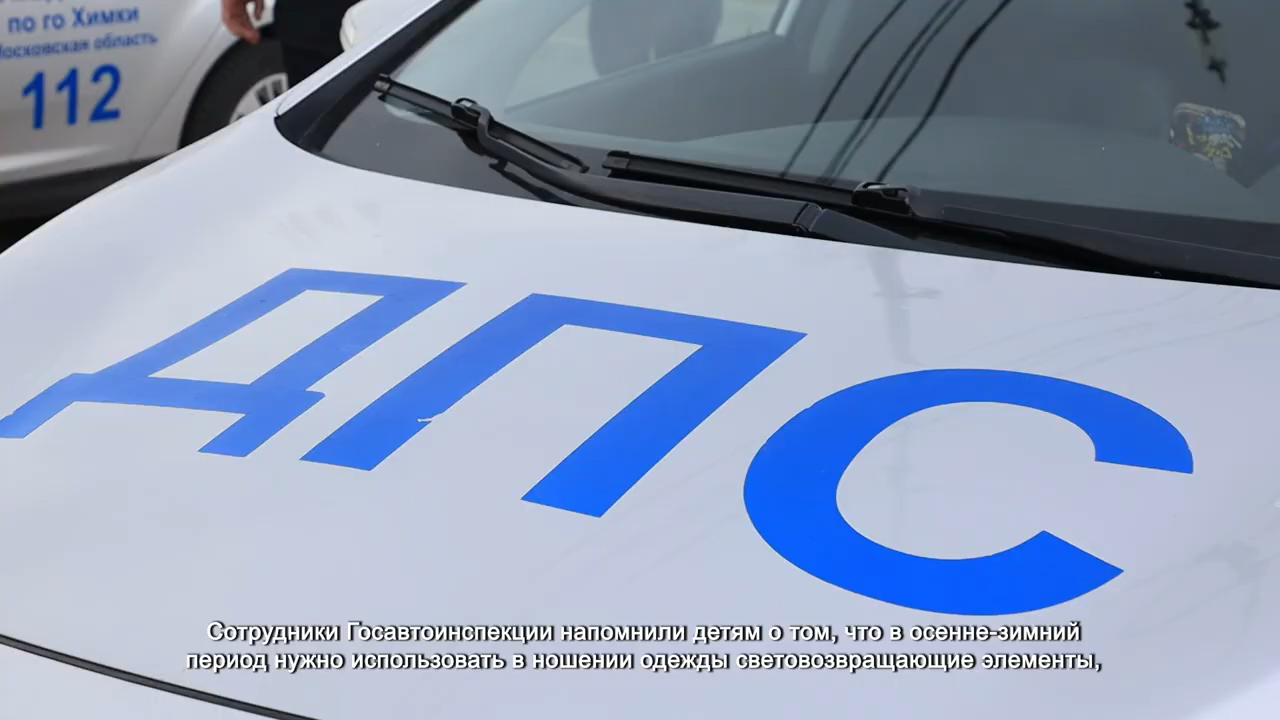 по го Химки
Московская область
112
ДПС
Сотрудники Госавтоинспекции напомнили детям о том, что в осенне-зимний
период нужно использовать в ношении одежды световозвращающие элементы,